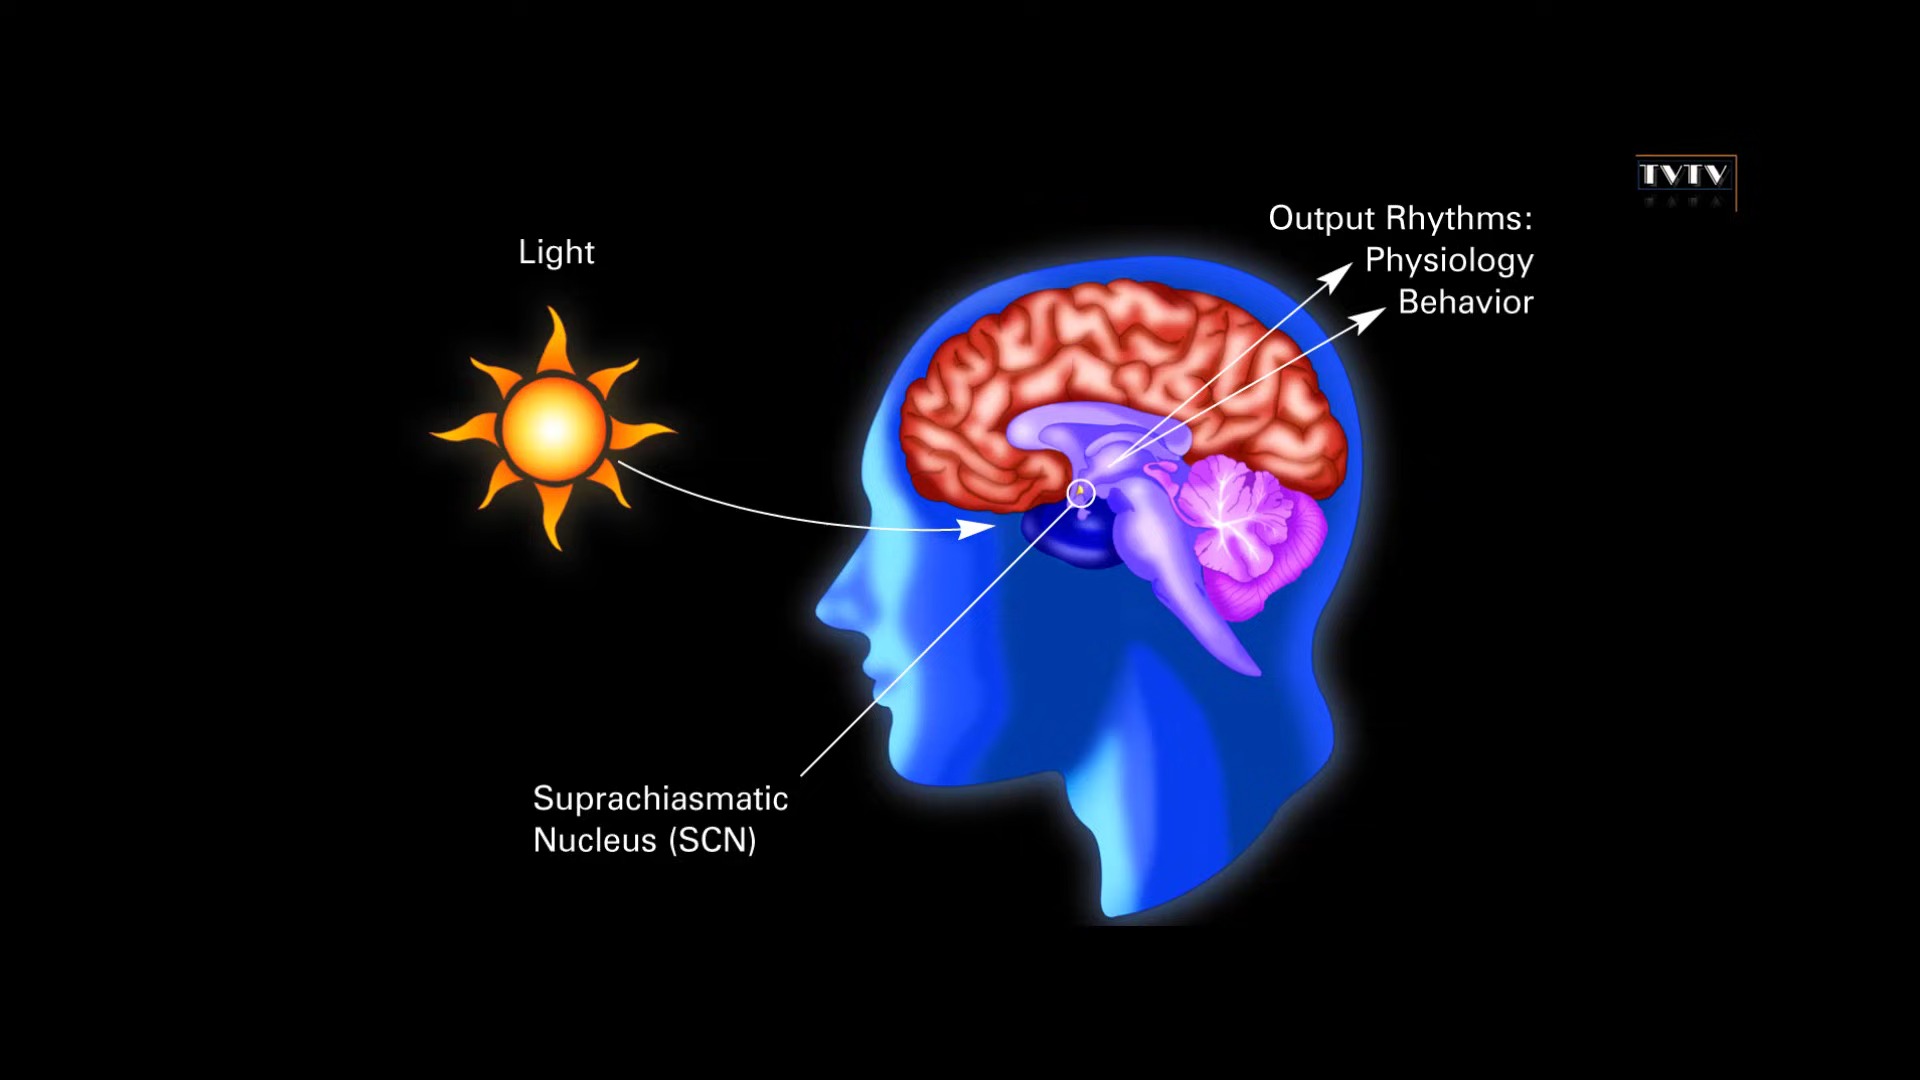 TVTV
Light
Output Rhythms:
Physiology
Behavior
Suprachiasmatic
Nucleus (SCN)